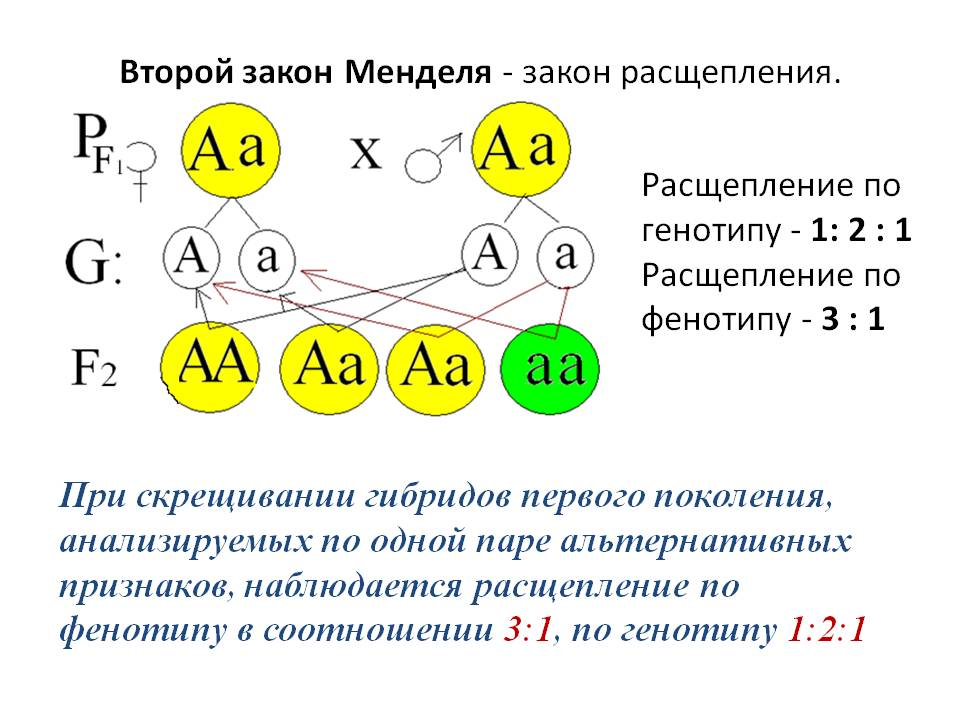 Второй закон Менделя - закон расщепления.
P F1 ♀ Aa x ♂ Aa
G: A a A a
F2 AA Aa Aa aa
Расщепление по
генотипу - 1: 2 : 1
Расщепление по
фенотипу - 3 : 1
При скрещивании гибридов первого поколения,
анализируемых по одной паре альтернативных
признаков, наблюдается расщепление по
фенотипу в соотношении 3:1, по генотипу 1:2:1